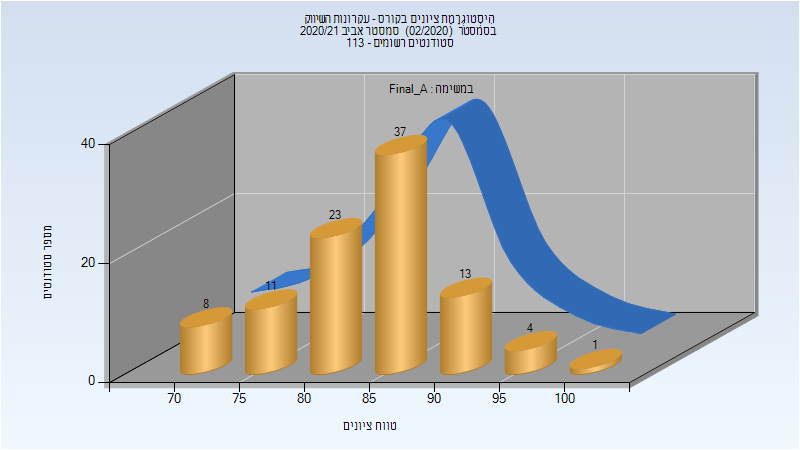 היסטוגרמת ציונים בקורס - עקרונות השיווק
בסמסטר (02/2020) סמסטר אביב 2020/21
סטודנטים רשומים - 113
במשימה : Final_A
מספר סטודנטים
40
20
0
8
11
23
37
13
4
1
70 75 80 85 90 95 100
טווח ציונים